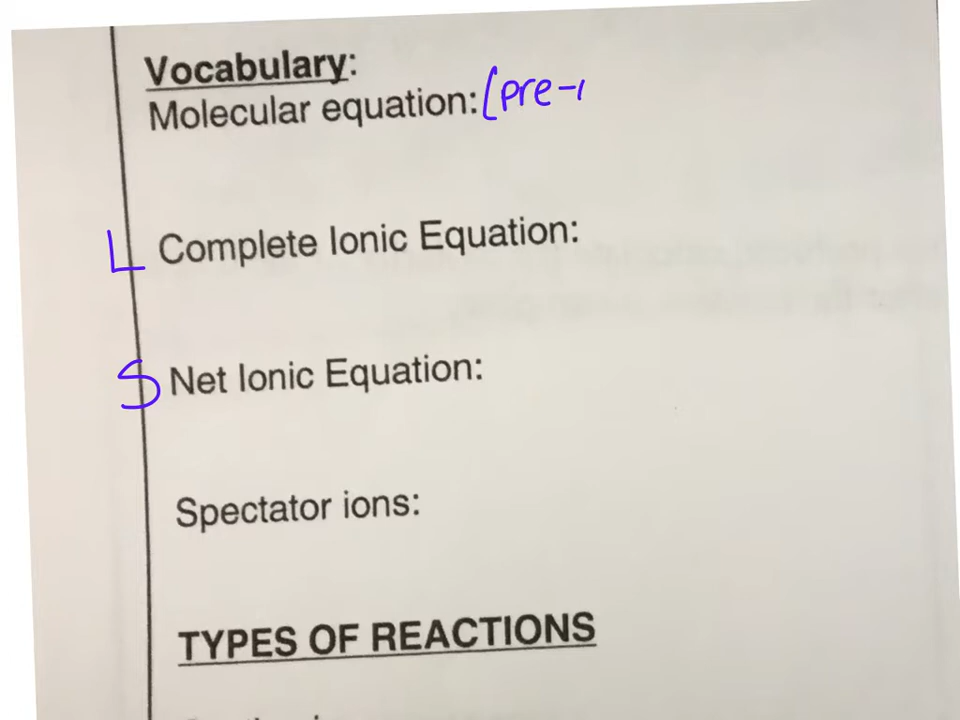 Vocabulary:
Molecular equation: (pre-
L Complete Ionic Equation:
S Net Ionic Equation:
Spectator ions:
TYPES OF REACTIONS